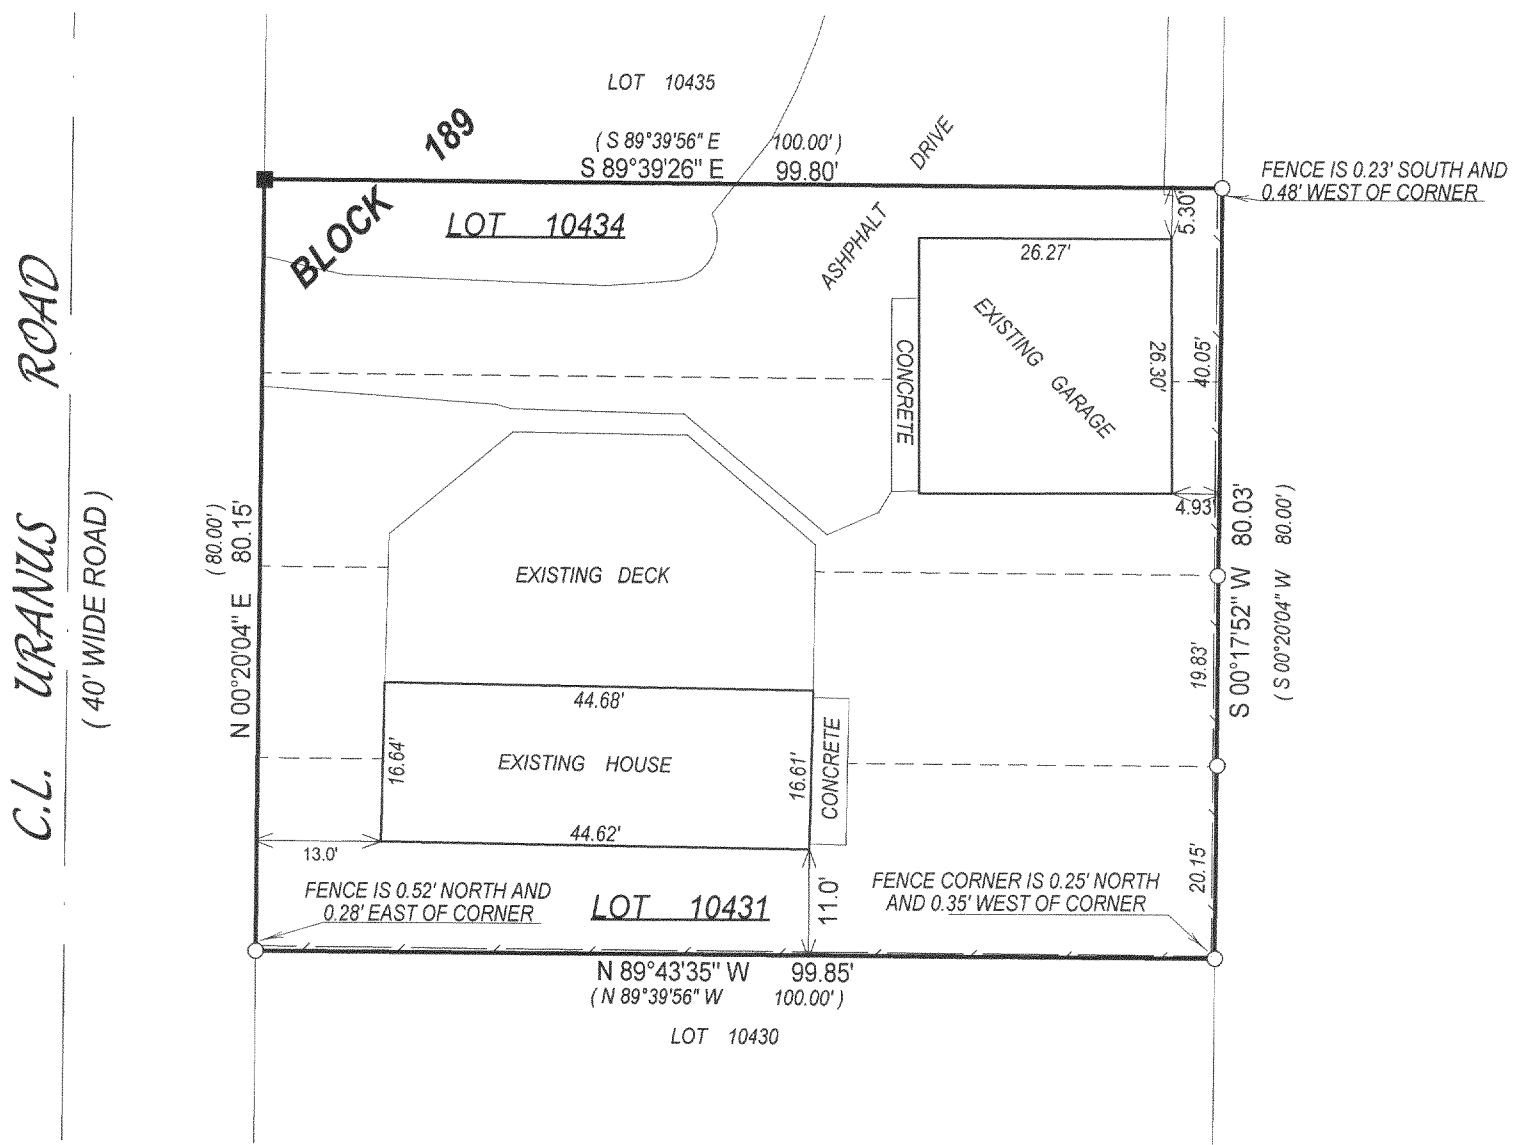 LOT 10435
BLOCK 189
( S 89°39'56" E 100.00' )
S 89°39'26" E 99.80'
ASHPHALT DRIVE
FENCE IS 0.23' SOUTH AND
0.48' WEST OF CORNER
LOT 10434
5.30'
26.27'
EXISTING GARAGE
26.30'
40.05'
CONCRETE
4.93'
C.L. URANUS ROAD
( 40' WIDE ROAD )
( 80.00' )
N 00°20'04" E 80.15'
EXISTING DECK
S 00°17'52" W 80.03'
( S 00°20'04" W 80.00' )
19.83'
44.68'
16.64'
EXISTING HOUSE
16.61'
CONCRETE
44.62'
13.0'
20.15'
FENCE IS 0.52' NORTH AND
0.28' EAST OF CORNER
LOT 10431
11.0'
FENCE CORNER IS 0.25' NORTH
AND 0.35' WEST OF CORNER
N 89°43'35" W 99.85'
( N 89°39'56" W 100.00' )
LOT 10430